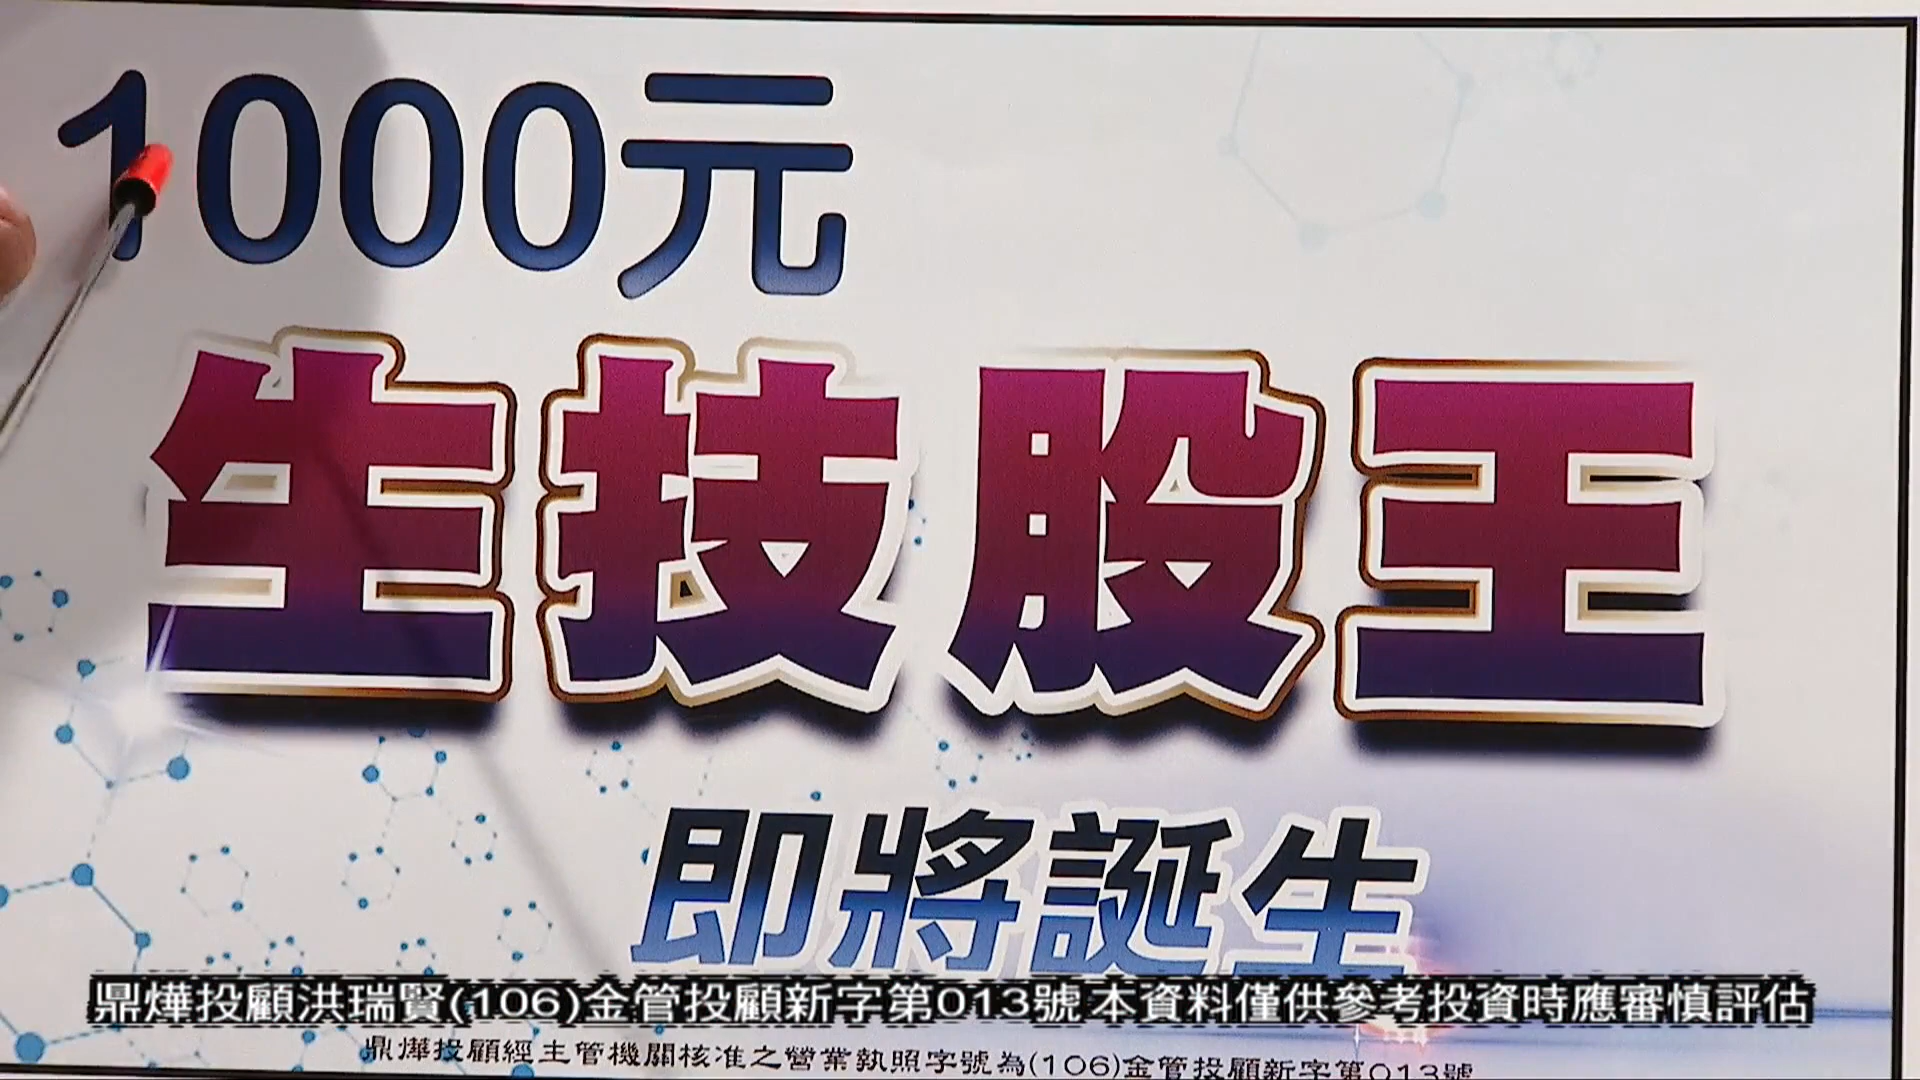 1000元
生技股王
即將誕生
鼎燁投顧洪瑞賢(106)金管投顧新字第013號 本資料僅供參考投資時應審慎評估
鼎燁投顧經主管機關核准之營業執照字號為(106)金管投顧新字第013號